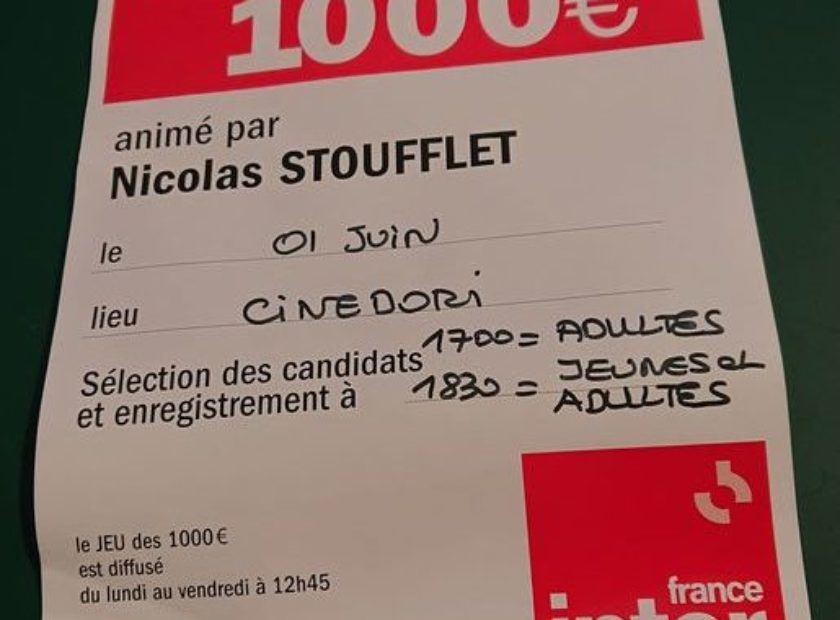 1000€
animé par
Nicolas STOUFFLET
le 01 JUIN
lieu CINEDORI
Sélection des candidats 1700 = ADULTES
et enregistrement à 1830 = JEUNES et
ADULTES
le JEU des 1000€
est diffusé
du lundi au vendredi à 12h45
france
inter